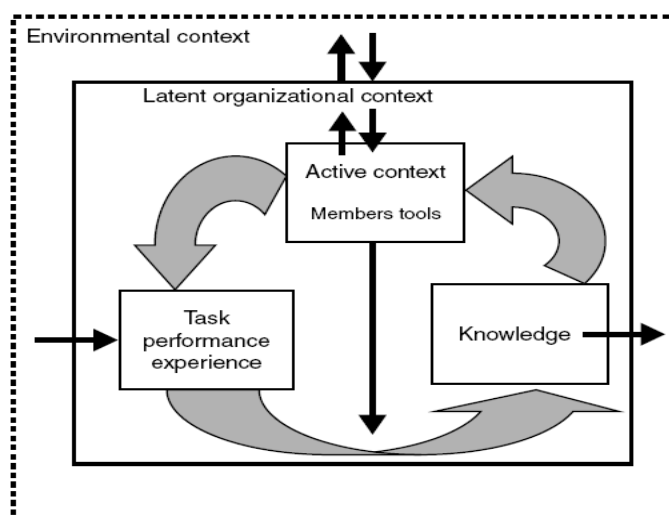 Environmental context
Latent organizational context
Active context
Members tools
Task
performance
experience
Knowledge